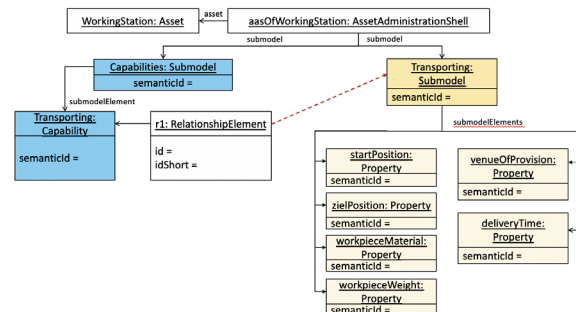 WorkingStation: Asset
asset
aasOfWorkingStation: AssetAdministrationShell
submodel
submodel
Capabilities: Submodel
semanticId =
Transporting:
Submodel
semanticId =
submodelElement
submodelElements
Transporting:
Capability
semanticId =
r1: RelationshipElement
id =
idShort =
startPosition:
Property
semanticId =
zielPosition: Property
semanticId =
workpieceMaterial:
Property
semanticId =
workpieceWeight:
Property
semanticId =
venueOfProvision:
Property
semanticId =
deliveryTime:
Property
semanticId =